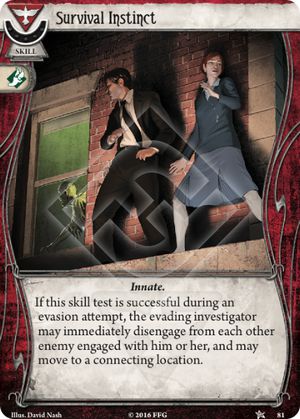 Survival Instinct
SKILL
Innate.
If this skill test is successful during an
evasion attempt, the evading investigator
may immediately disengage from each other
enemy engaged with him or her, and may
move to a connecting location.
Illus. David Nash
© 2016 FFG
81